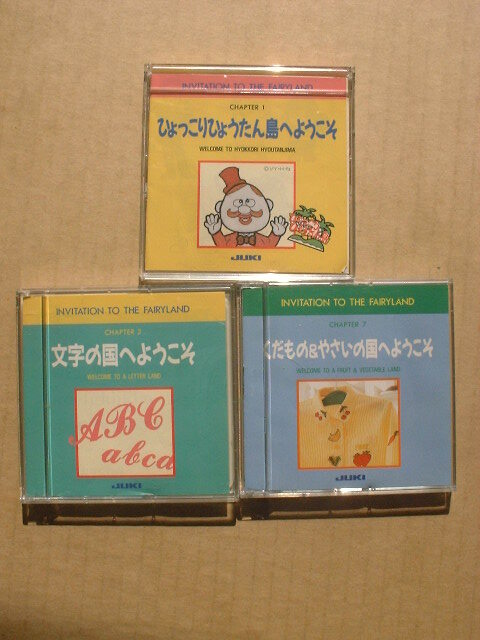 INVITATION TO THE FAIRYLAND
CHAPTER 1
ひょっこりひょうたん島へようこそ
WELCOME TO HYOKKORI HYOUTANJIMA
JUKI
INVITATION TO THE FAIRYLAND
CHAPTER 2
文字の国へようこそ
WELCOME TO A LETTER LAND
ABC
abcd
JUKI
INVITATION TO THE FAIRYLAND
CHAPTER 7
くだもの&やさいの国へようこそ
WELCOME TO A FRUIT & VEGETABLE LAND
JUKI